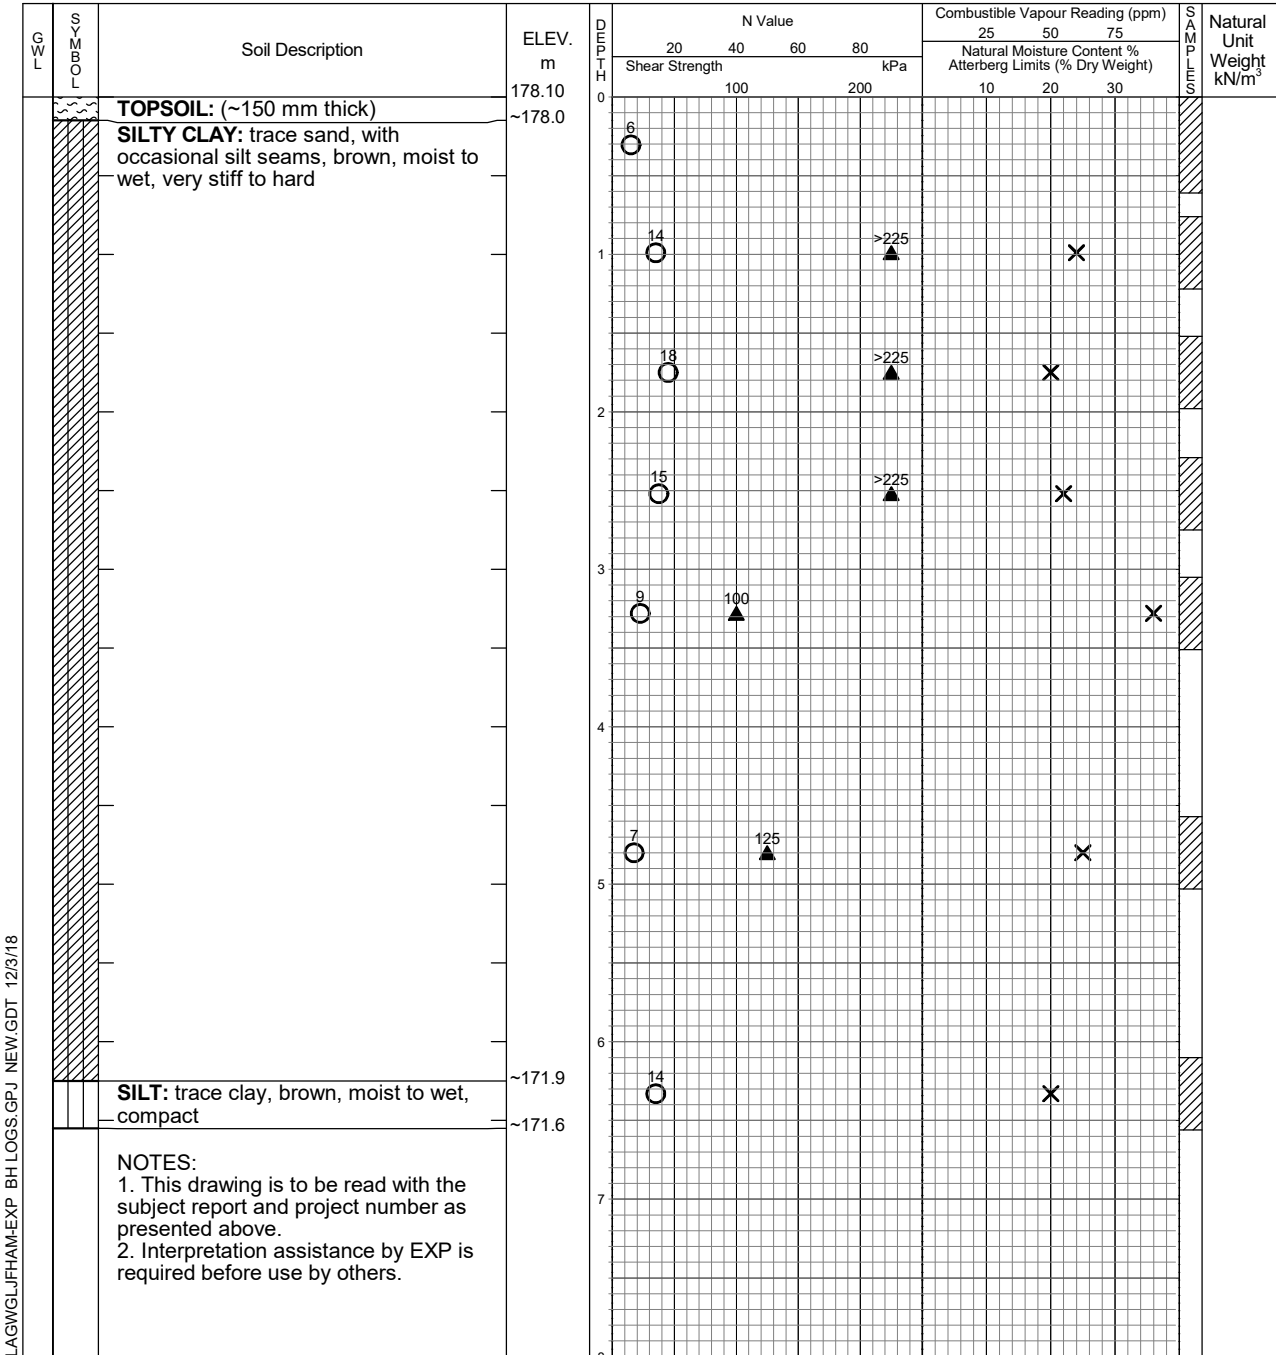 GWL
SYMBOL
Soil Description
ELEV.
m
DEPTH
N Value
20 40 60 80
Shear Strength kPa
100 200
Combustible Vapour Reading (ppm)
25 50 75
Natural Moisture Content %
Atterberg Limits (% Dry Weight)
10 20 30
SAMPLES
Natural
Unit
Weight
kN/m³
178.10
0
TOPSOIL: (~150 mm thick)
~178.0
SILTY CLAY: trace sand, with
occasional silt seams, brown, moist to
wet, very stiff to hard
6
14 >225
1
18 >225
2
15 >225
3
9 100
4
7 125
5
6
~171.9
SILT: trace clay, brown, moist to wet,
compact
14
~171.6
NOTES:
1. This drawing is to be read with the
subject report and project number as
presented above.
2. Interpretation assistance by EXP is
required before use by others.
7
LAGWGLJFHAM-EXP BH LOGS.GPJ NEW.GDT 12/3/18